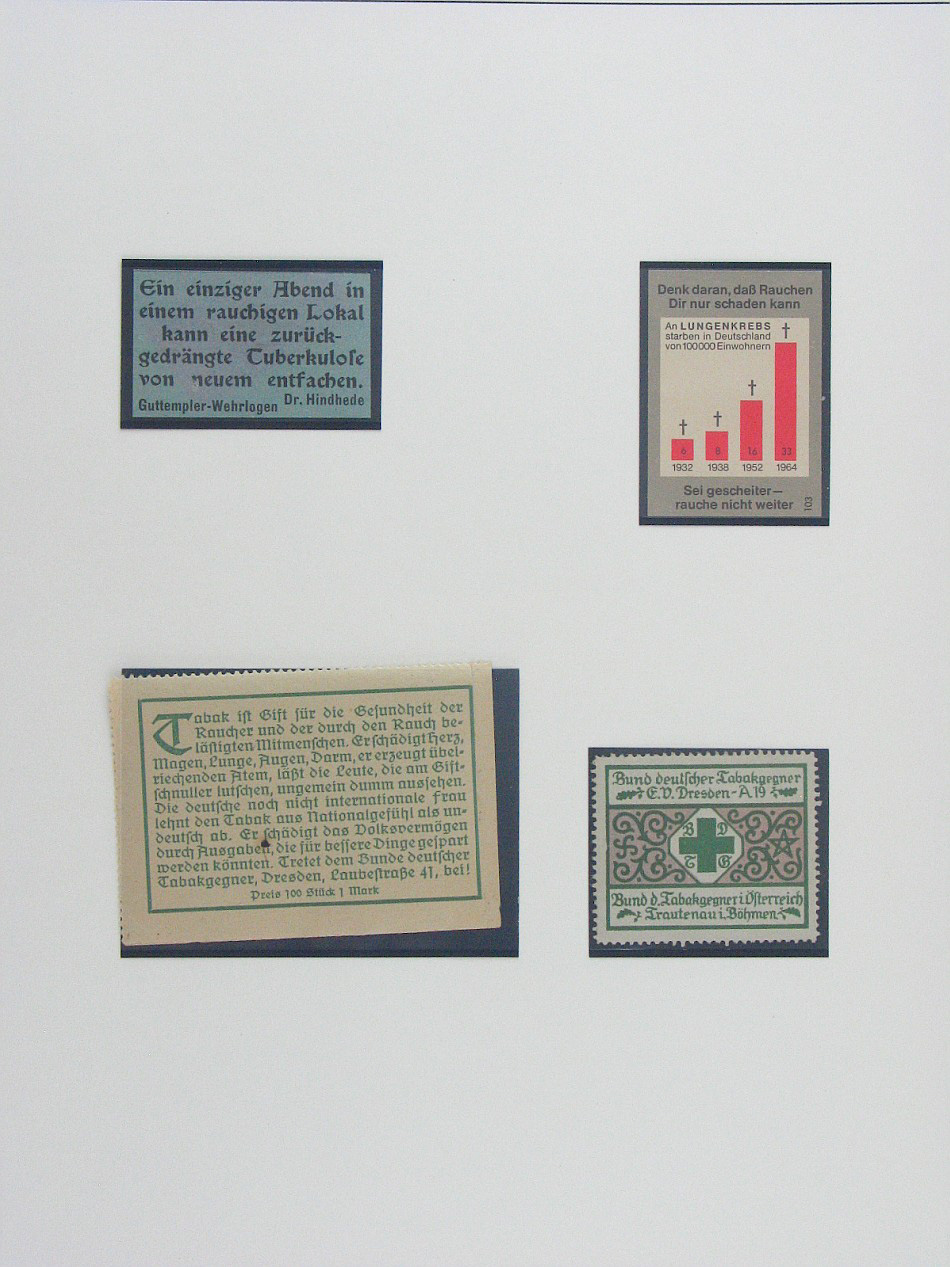 Ein einziger Abend in
einem rauchigen Lokal
kann eine zurück-
gedrängte Tuberkulose
von neuem entfachen.
Guttempler-Wehrlogen Dr. Hindhede
Denk daran, daß Rauchen
Dir nur schaden kann
An LUNGENKREBS
starben in Deutschland
von 100000 Einwohnern
6 8 16 33
1932 1938 1952 1964
Sei gescheiter—
rauche nicht weiter
103
Tabak ist Gift für die Gesundheit der
Raucher und der durch den Rauch be-
lästigten Mitmenschen. Er schädigt Herz,
Magen, Lunge, Augen, Darm, er erzeugt übel-
riechenden Atem, läßt die Leute, die am Gift-
schnuller lutschen, ungemein dumm aussehen.
Die deutsche noch nicht internationale Frau
lehnt den Tabak aus Nationalgefühl als un-
deutsch ab. Er schädigt das Volksvermögen
durch Ausgaben, die für bessere Dinge gespart
werden könnten. Tretet dem Bunde deutscher
Tabakgegner, Dresden, Laubestraße 41, bei!
Preis 100 Stück 1 Mark
Bund deutscher Tabakgegner
E.V. Dresden-A.19
B D
T G
Bund d. Tabakgegner i. Österreich
Trautenau i. Böhmen